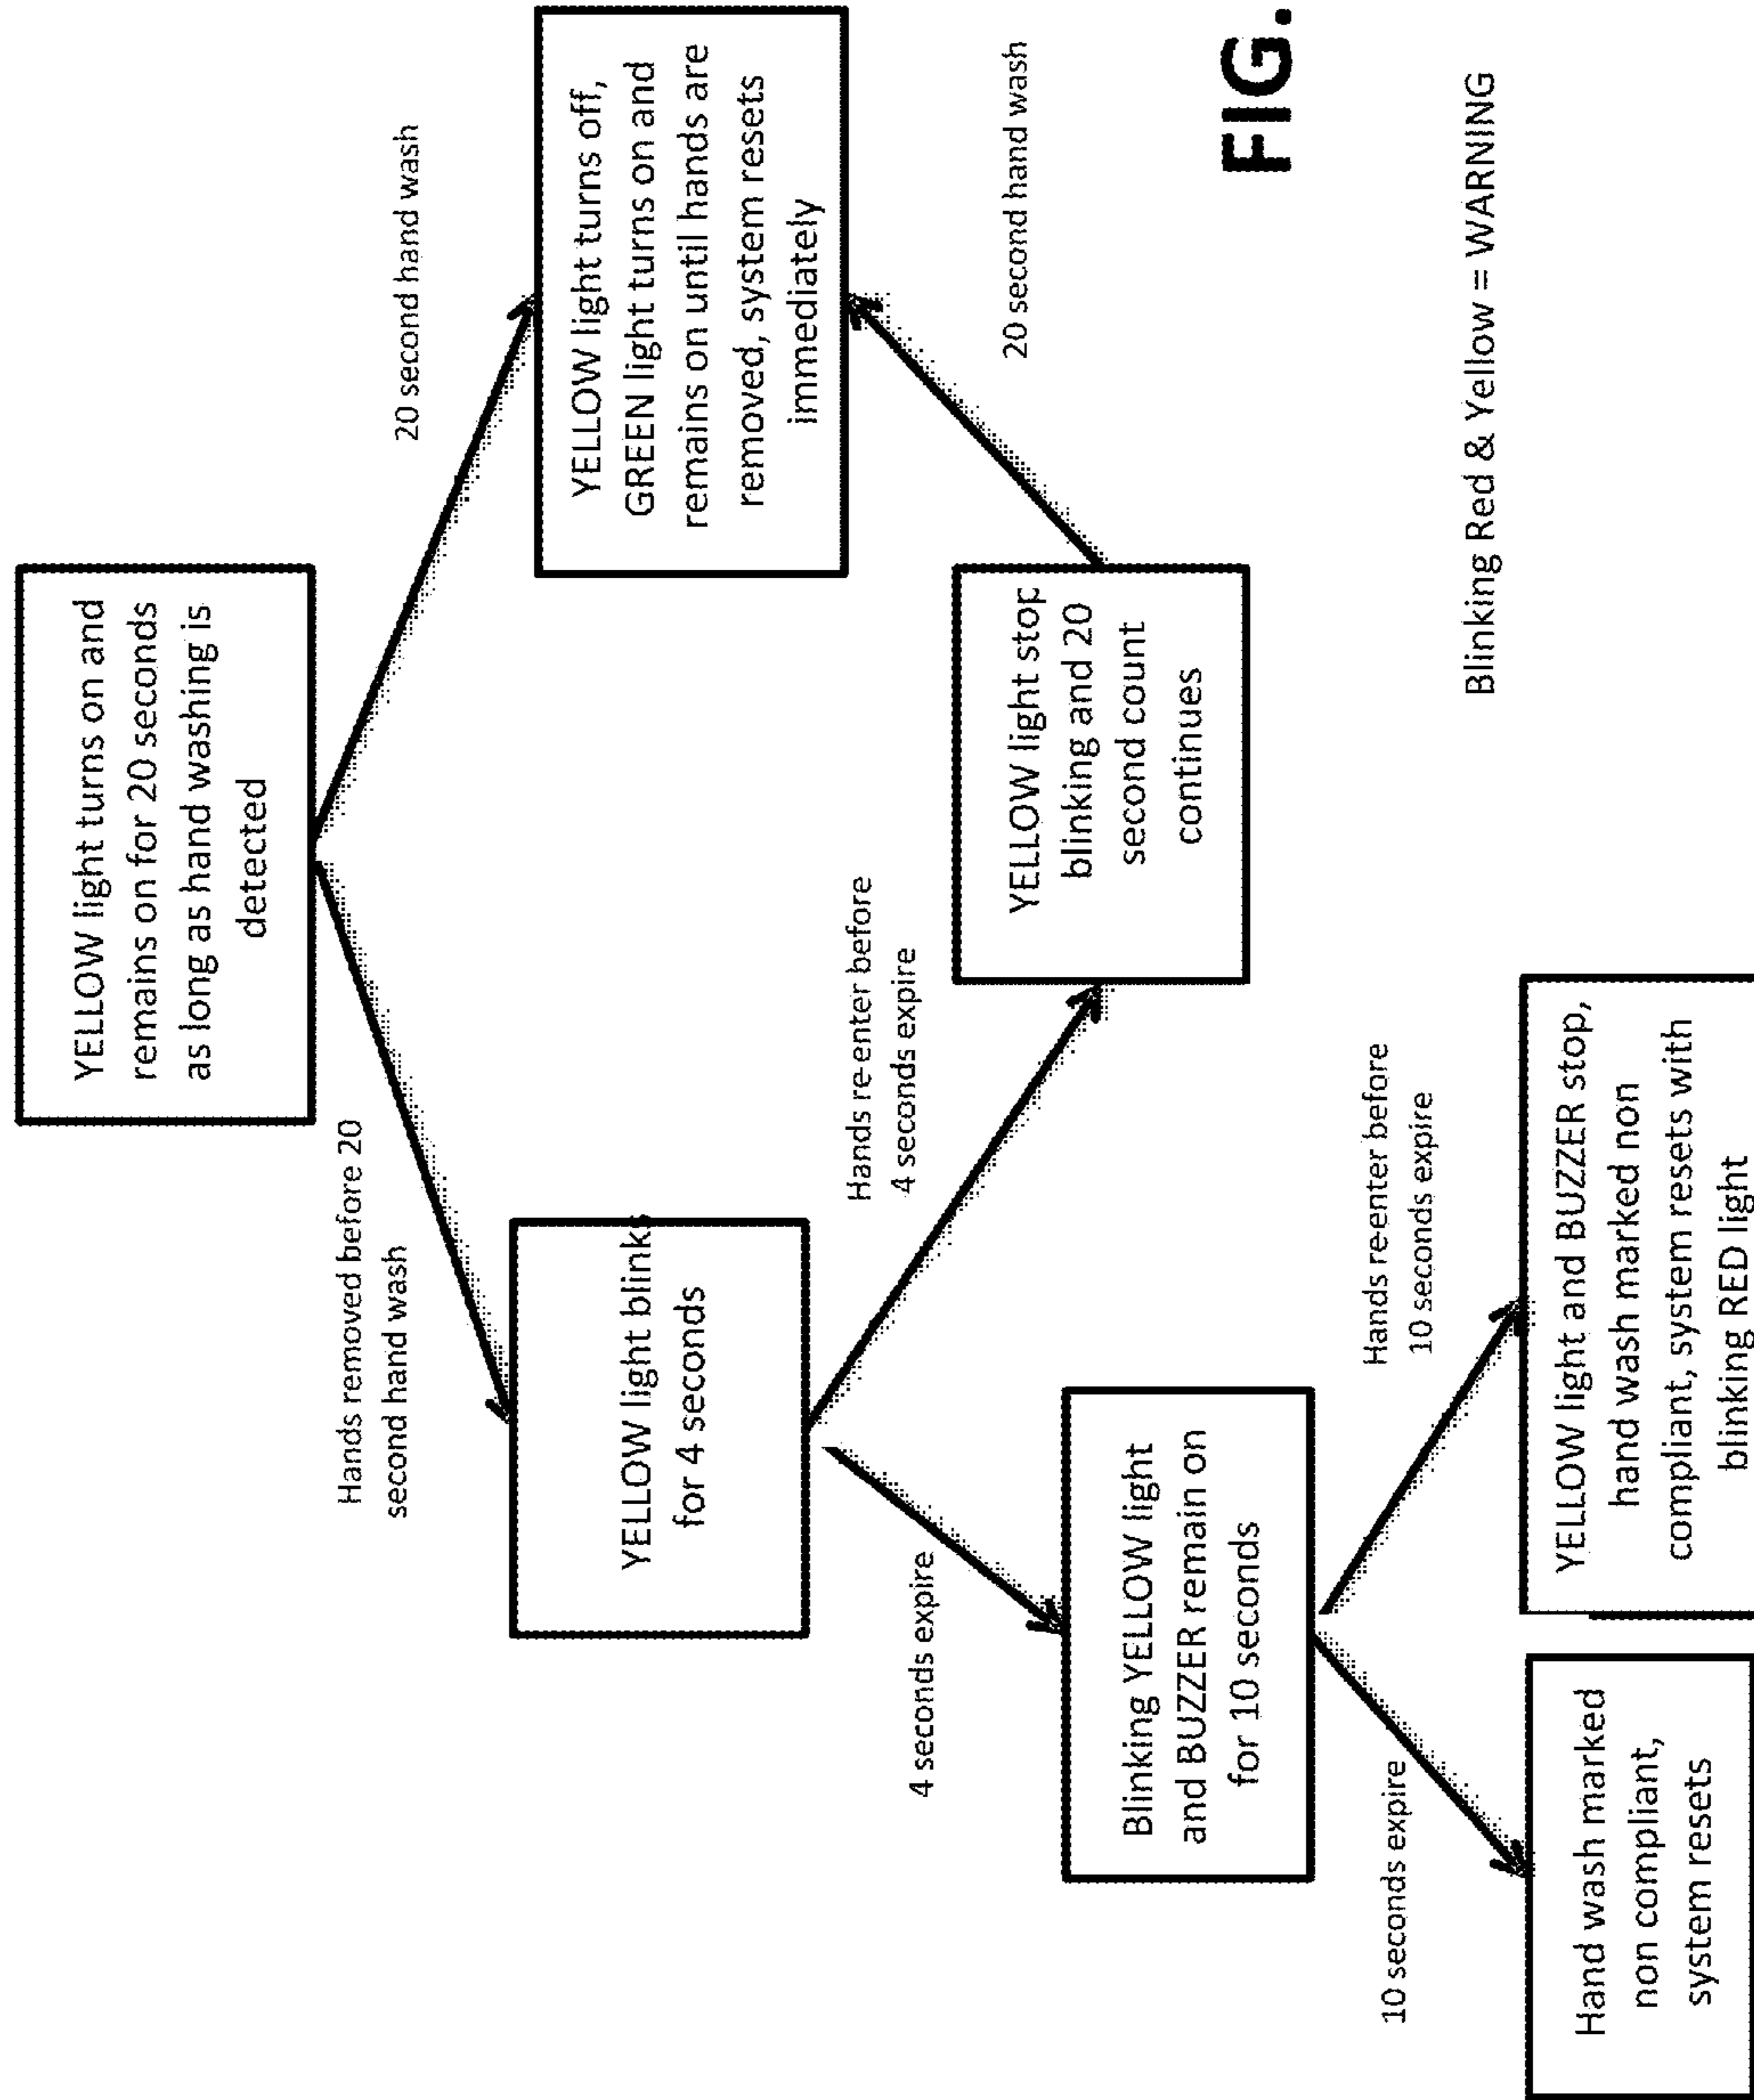 YELLOW light turns on and
remains on for 20 seconds
as long as hand washing is
detected
Hands removed before 20
second hand wash
20 second hand wash
YELLOW light blinks
for 4 seconds
YELLOW light turns off,
GREEN light turns on and
remains on until hands are
removed, system resets
immediately
4 seconds expire
Hands re-enter before
4 seconds expire
YELLOW light stop
blinking and 20
second count
continues
20 second hand wash
Blinking YELLOW light
and BUZZER remain on
for 10 seconds
FIG.
10 seconds expire
Hands re-enter before
10 seconds expire
Hand wash marked
non compliant,
system resets
YELLOW light and BUZZER stop,
hand wash marked non
compliant, system resets with
blinking RED light
Blinking Red & Yellow = WARNING